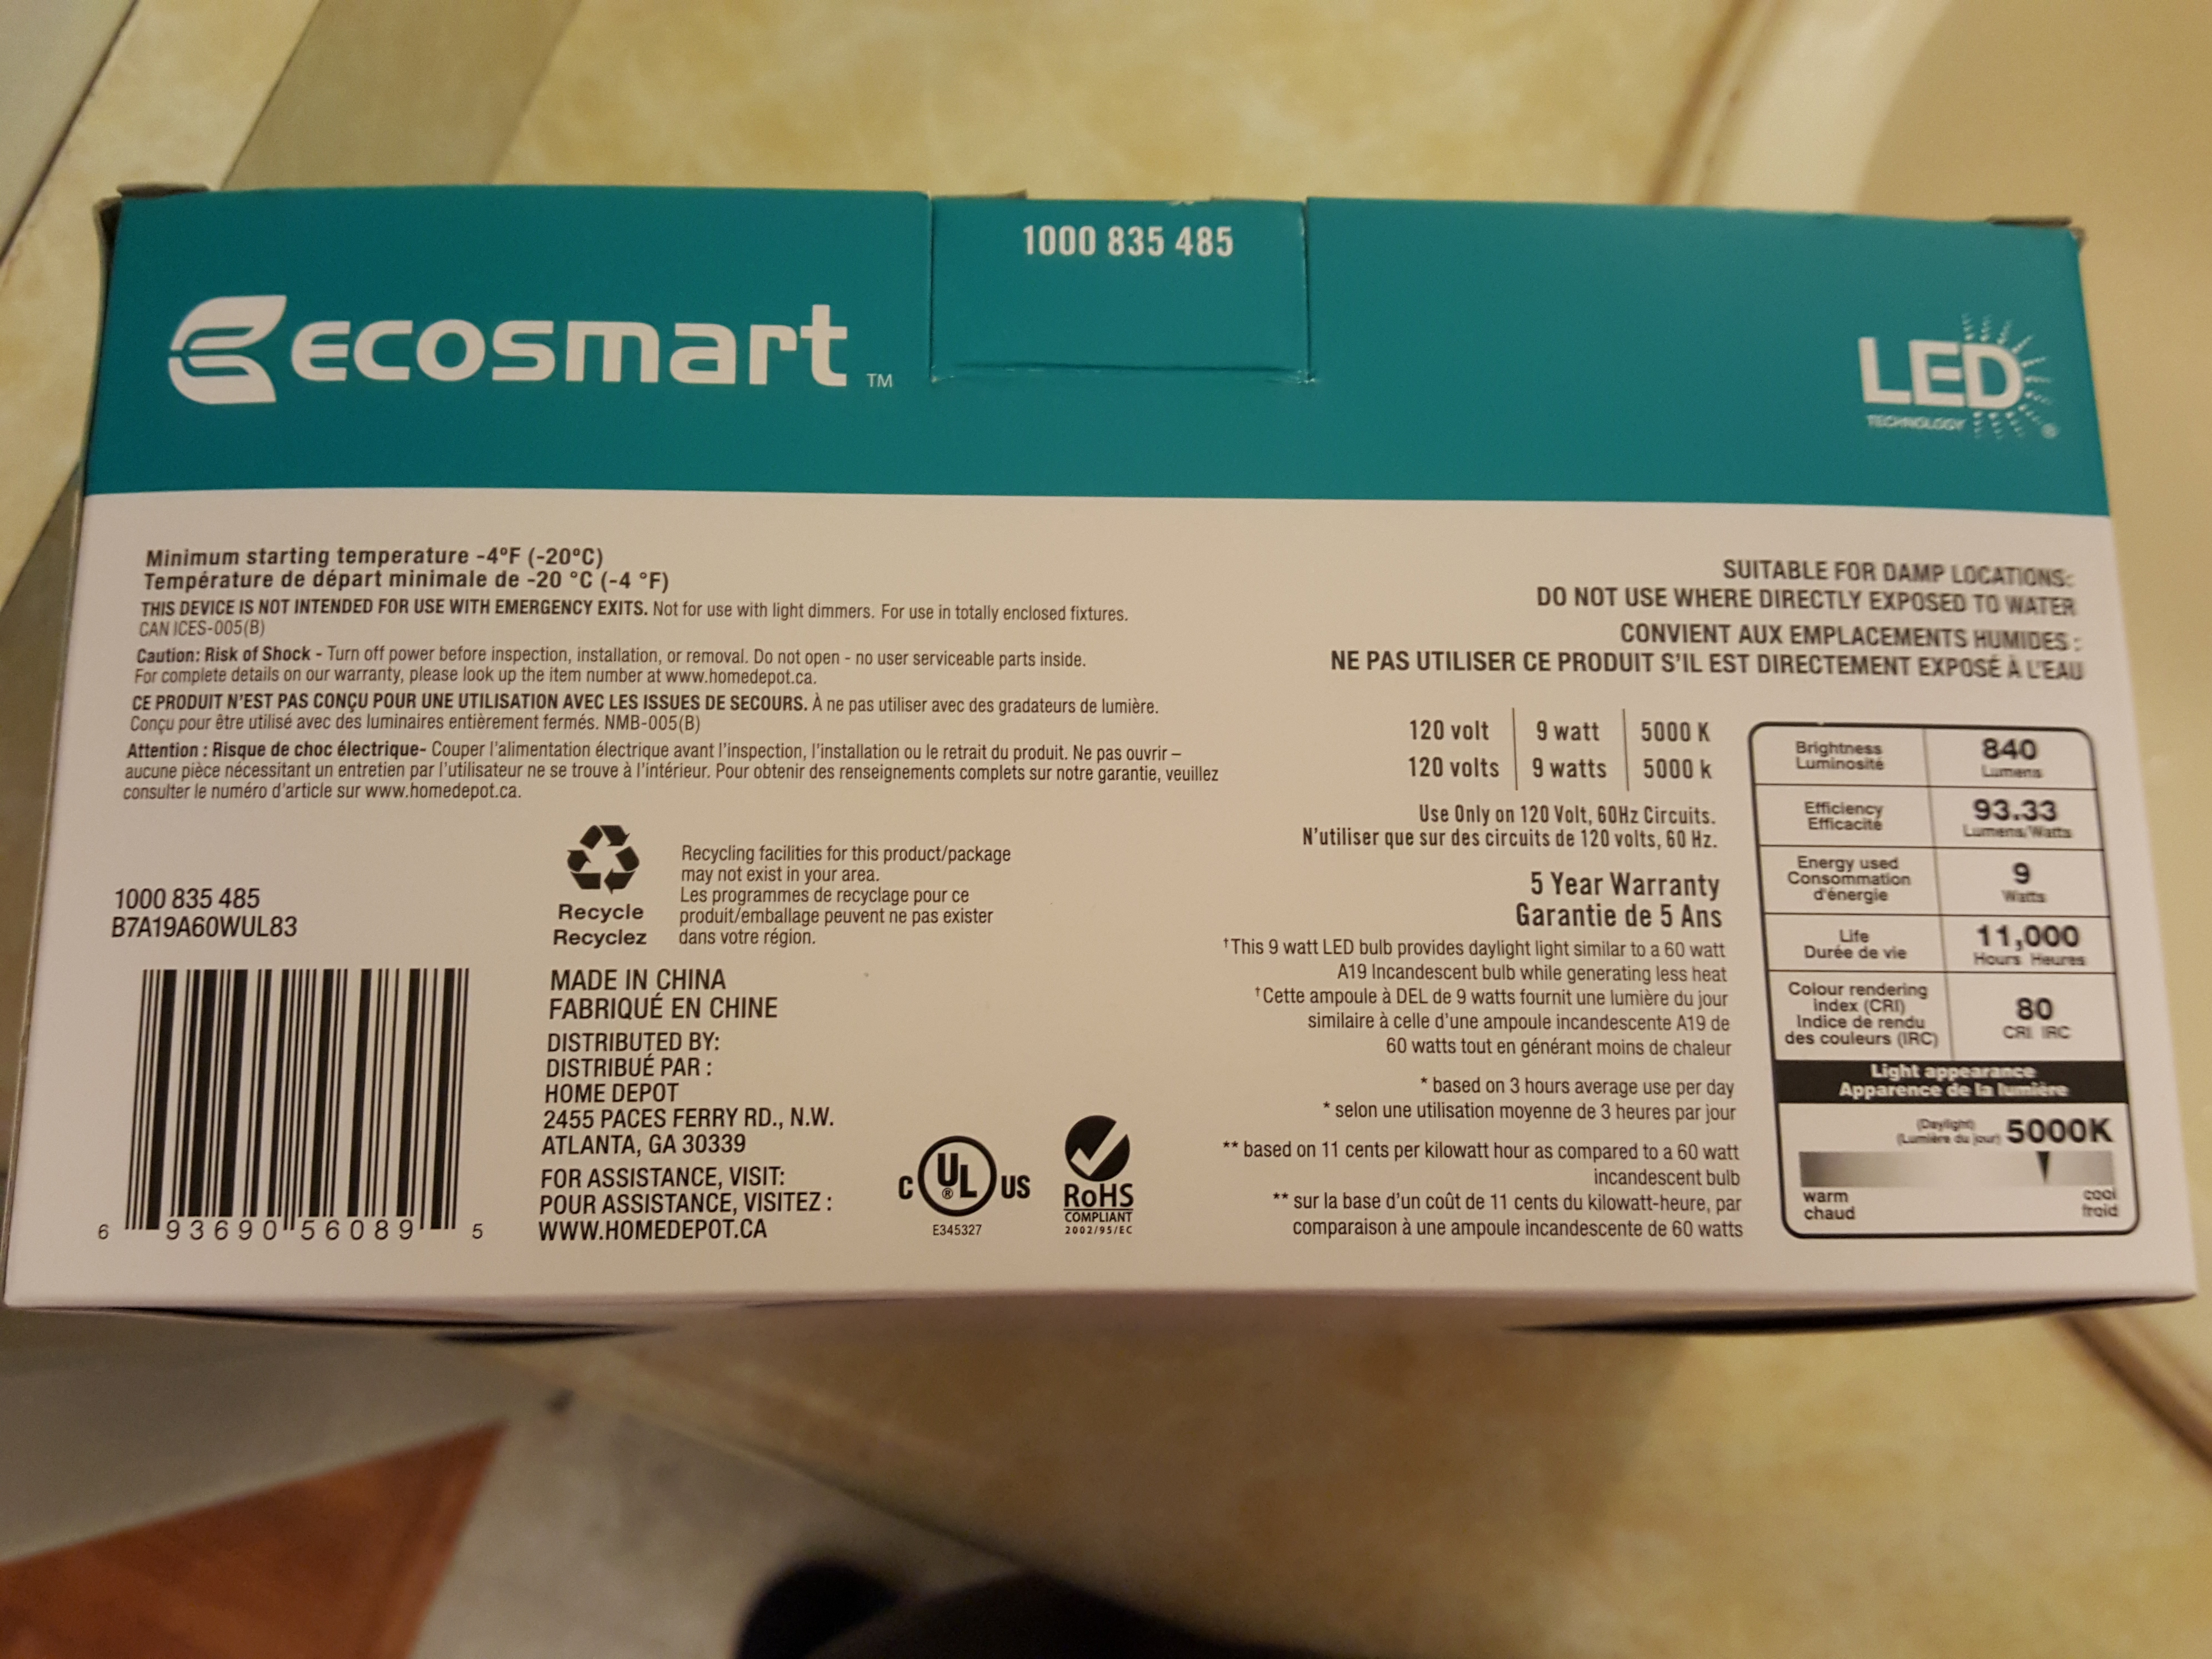 1000 835 485
ECOSMART TM
LED
TECHNOLOGY ®
Minimum starting temperature -4°F (-20°C)
Température de départ minimale de -20 °C (-4 °F)
THIS DEVICE IS NOT INTENDED FOR USE WITH EMERGENCY EXITS. Not for use with light dimmers. For use in totally enclosed fixtures.
CAN ICES-005(B)
Caution: Risk of Shock - Turn off power before inspection, installation, or removal. Do not open - no user serviceable parts inside.
For complete details on our warranty, please look up the item number at www.homedepot.ca.
CE PRODUIT N'EST PAS CONÇU POUR UNE UTILISATION AVEC LES ISSUES DE SECOURS. À ne pas utiliser avec des gradateurs de lumière.
Conçu pour être utilisé avec des luminaires entièrement fermés. NMB-005(B)
Attention : Risque de choc électrique- Couper l'alimentation électrique avant l'inspection, l'installation ou le retrait du produit. Ne pas ouvrir –
aucune pièce nécessitant un entretien par l'utilisateur ne se trouve à l'intérieur. Pour obtenir des renseignements complets sur notre garantie, veuillez
consulter le numéro d'article sur www.homedepot.ca.
1000 835 485
B7A19A60WUL83
6 93690 56089 5
Recycle
Recyclez
Recycling facilities for this product/package
may not exist in your area.
Les programmes de recyclage pour ce
produit/emballage peuvent ne pas exister
dans votre région.
MADE IN CHINA
FABRIQUÉ EN CHINE
DISTRIBUTED BY:
DISTRIBUÉ PAR :
HOME DEPOT
2455 PACES FERRY RD., N.W.
ATLANTA, GA 30339
FOR ASSISTANCE, VISIT:
POUR ASSISTANCE, VISITEZ :
WWW.HOMEDEPOT.CA
C UL ® US
E345327
RoHS
COMPLIANT
2002/95/EC
SUITABLE FOR DAMP LOCATIONS:
DO NOT USE WHERE DIRECTLY EXPOSED TO WATER
CONVIENT AUX EMPLACEMENTS HUMIDES :
NE PAS UTILISER CE PRODUIT S'IL EST DIRECTEMENT EXPOSÉ À L'EAU
120 volt 9 watt 5000 K
120 volts 9 watts 5000 k
Use Only on 120 Volt, 60Hz Circuits.
N'utiliser que sur des circuits de 120 volts, 60 Hz.
5 Year Warranty
Garantie de 5 Ans
†This 9 watt LED bulb provides daylight light similar to a 60 watt
A19 Incandescent bulb while generating less heat
†Cette ampoule à DEL de 9 watts fournit une lumière du jour
similaire à celle d'une ampoule incandescente A19 de
60 watts tout en générant moins de chaleur
* based on 3 hours average use per day
* selon une utilisation moyenne de 3 heures par jour
** based on 11 cents per kilowatt hour as compared to a 60 watt
incandescent bulb
** sur la base d'un coût de 11 cents du kilowatt-heure, par
comparaison à une ampoule incandescente de 60 watts
Brightness
Luminosité
840
Lumens
Efficiency
Efficacité
93.33
Lumens/Watts
Energy used
Consommation
d'énergie
9
Watts
Life
Durée de vie
11,000
Hours Heures
Colour rendering
index (CRI)
Indice de rendu
des couleurs (IRC)
80
CRI IRC
Light appearance
Apparence de la lumière
(Daylight)
(Lumière du jour)
5000K
warm
chaud
cool
froid